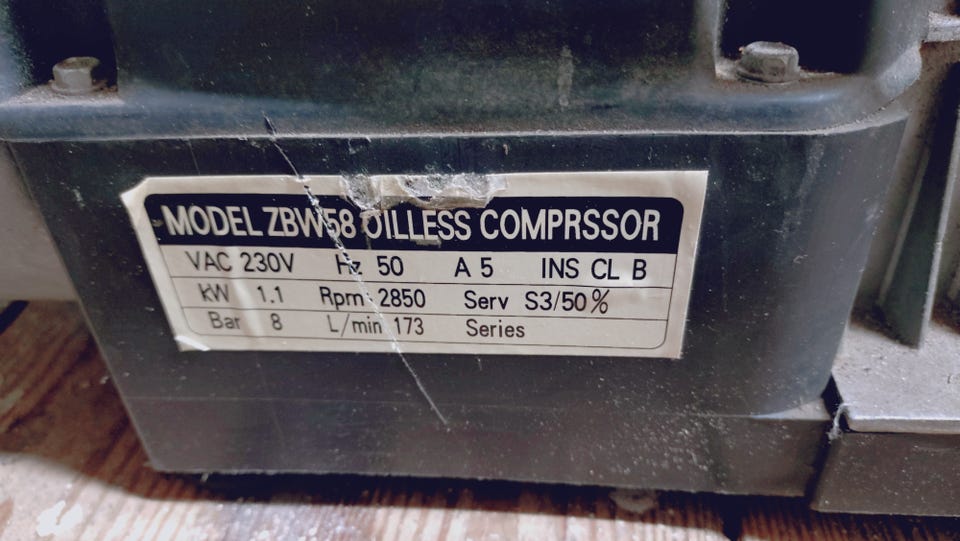 MODEL ZBW58 OILLESS COMPRSSOR
VAC 230V Hz 50 A 5 INS CL B
kW 1.1 Rpm 2850 Serv S3/50%
Bar 8 L/min 173 Series